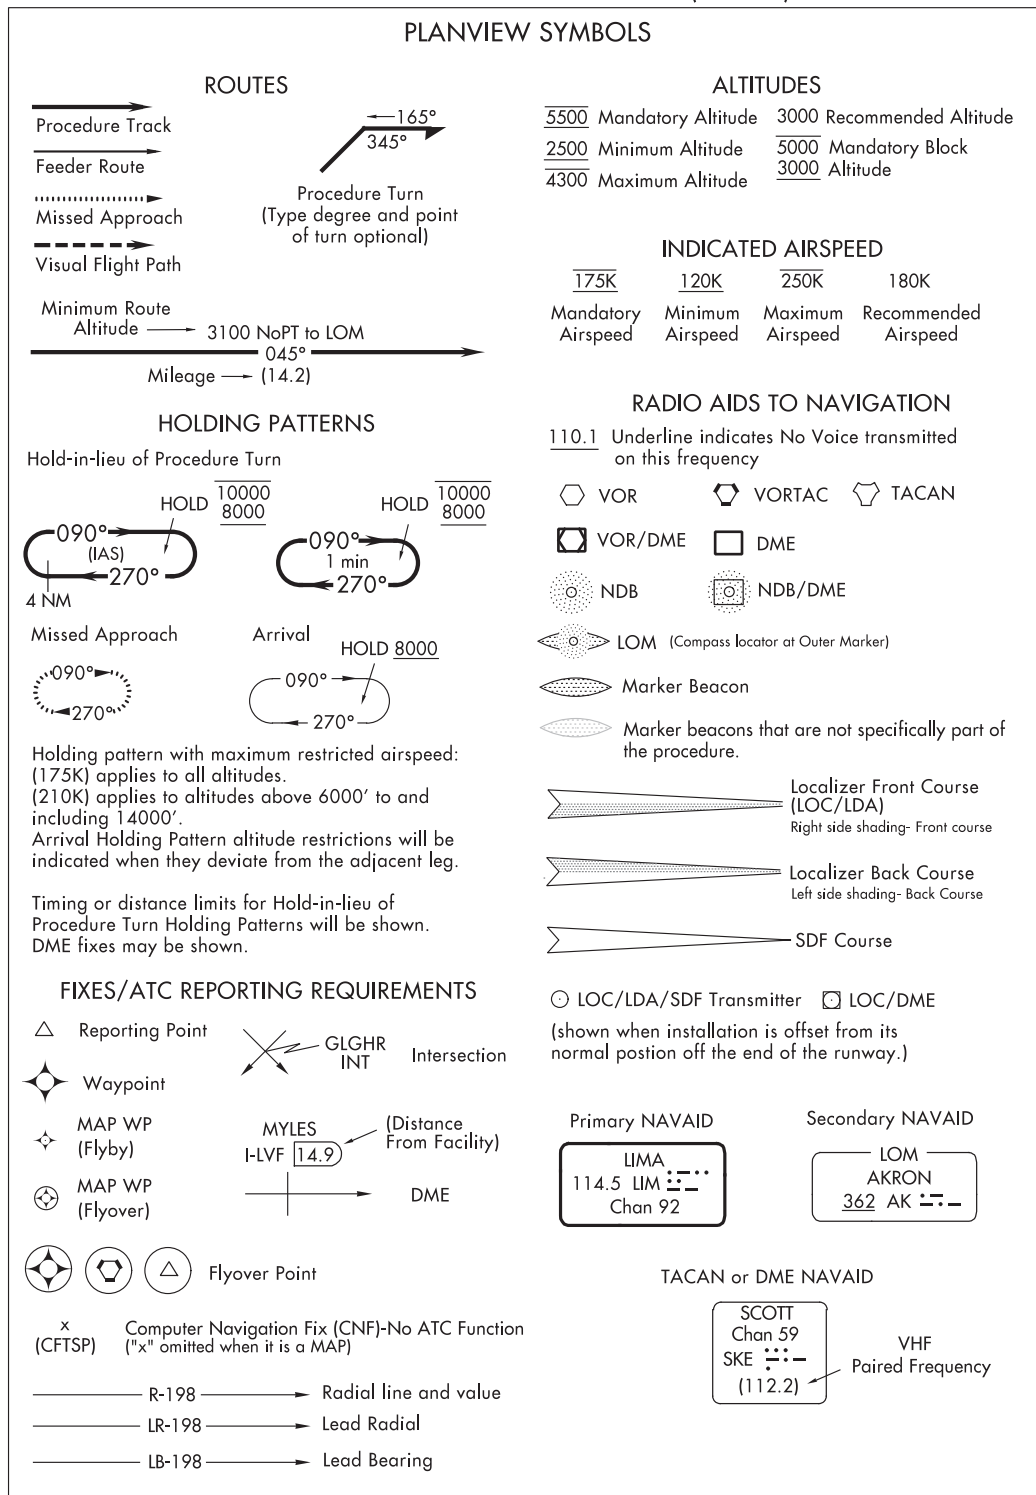 PLANVIEW SYMBOLS
ROUTES
Procedure Track
Feeder Route
Missed Approach
Visual Flight Path
165°
345°
Procedure Turn
(Type degree and point
of turn optional)
Minimum Route
Altitude
3100 NoPT to LOM
045°
Mileage
(14.2)
HOLDING PATTERNS
Hold-in-lieu of Procedure Turn
HOLD
10000
8000
090°
(IAS)
270°
4 NM
HOLD
10000
8000
090°
1 min
270°
Missed Approach
090°
270°
Arrival
HOLD 8000
090°
270°
Holding pattern with maximum restricted airspeed:
(175K) applies to all altitudes.
(210K) applies to altitudes above 6000' to and
including 14000'.
Arrival Holding Pattern altitude restrictions will be
indicated when they deviate from the adjacent leg.
Timing or distance limits for Hold-in-lieu of
Procedure Turn Holding Patterns will be shown.
DME fixes may be shown.
FIXES/ATC REPORTING REQUIREMENTS
Reporting Point
Waypoint
MAP WP
(Flyby)
MAP WP
(Flyover)
GLGHR
INT
Intersection
MYLES
I-LVF 14.9
(Distance
From Facility)
DME
Flyover Point
x
(CFTSP)
Computer Navigation Fix (CNF)-No ATC Function
("x" omitted when it is a MAP)
R-198
Radial line and value
LR-198
Lead Radial
LB-198
Lead Bearing
ALTITUDES
5500 Mandatory Altitude
2500 Minimum Altitude
4300 Maximum Altitude
3000 Recommended Altitude
5000 Mandatory Block
3000 Altitude
INDICATED AIRSPEED
175K
Mandatory
Airspeed
120K
Minimum
Airspeed
250K
Maximum
Airspeed
180K
Recommended
Airspeed
RADIO AIDS TO NAVIGATION
110.1 Underline indicates No Voice transmitted
on this frequency
VOR
VORTAC
TACAN
VOR/DME
DME
NDB
NDB/DME
LOM (Compass locator at Outer Marker)
Marker Beacon
Marker beacons that are not specifically part of
the procedure.
Localizer Front Course
(LOC/LDA)
Right side shading- Front course
Localizer Back Course
Left side shading- Back Course
SDF Course
LOC/LDA/SDF Transmitter
LOC/DME
(shown when installation is offset from its
normal postion off the end of the runway.)
Primary NAVAID
LIMA
114.5 LIM
Chan 92
Secondary NAVAID
LOM
AKRON
362 AK
TACAN or DME NAVAID
SCOTT
Chan 59
SKE
(112.2)
VHF
Paired Frequency